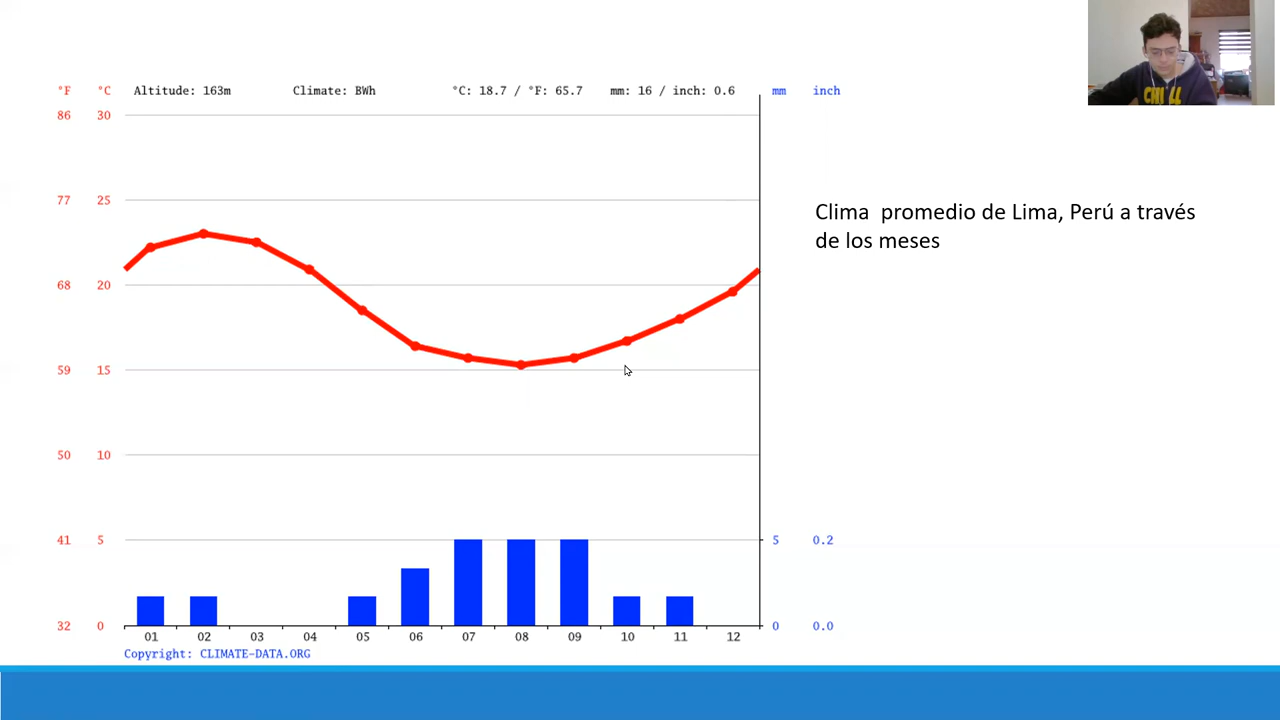 °F °C Altitude: 163m Climate: BWh °C: 18.7 / °F: 65.7 mm: 16 / inch: 0.6 mm inch
86 30
77 25
68 20
59 15
50 10
41 5 5 0.2
32 0 0 0.0
01 02 03 04 05 06 07 08 09 10 11 12
Copyright: CLIMATE-DATA.ORG
Clima promedio de Lima, Perú a través
de los meses